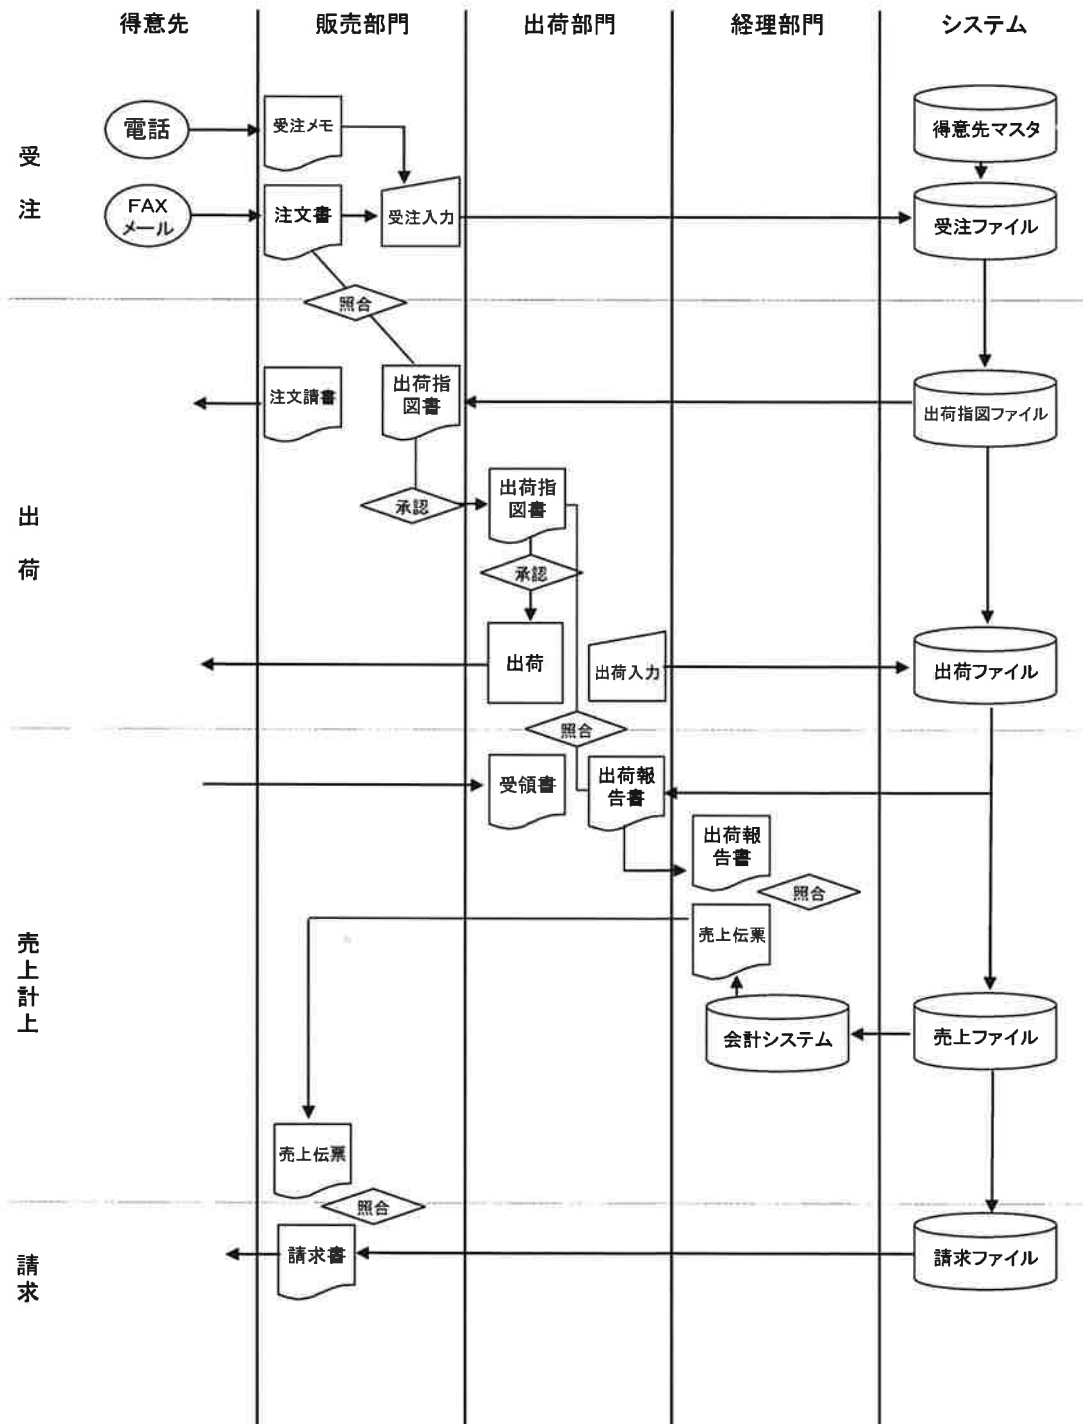 得意先 販売部門 出荷部門 経理部門 システム
受
注
電話
受注メモ
得意先マスタ
FAX
メール
注文書
受注入力
受注ファイル
照合
出
荷
注文請書
出荷指
図書
出荷指図ファイル
承認
出荷指
図書
承認
出荷
出荷入力
出荷ファイル
照合
売
上
計
上
受領書
出荷報
告書
出荷報
告書
照合
売上伝票
会計システム
売上ファイル
売上伝票
照合
請
求
請求書
請求ファイル